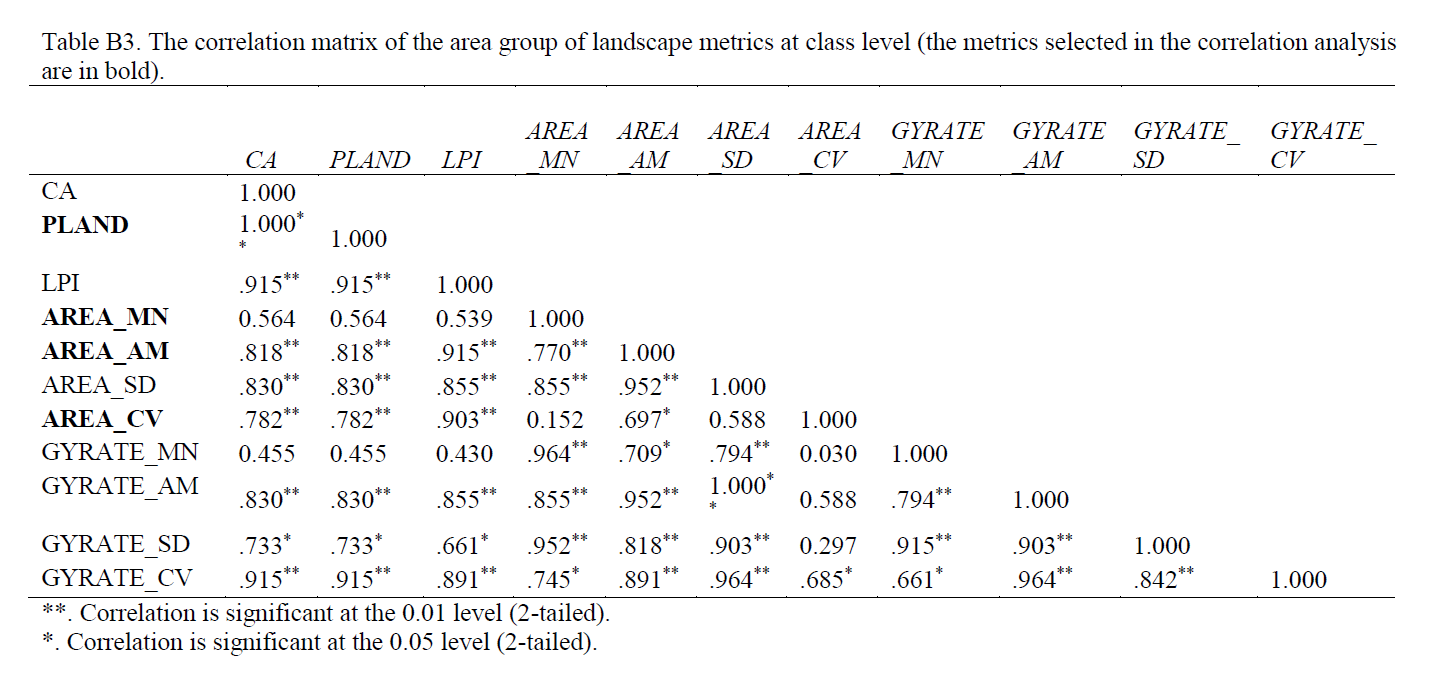 Table B3. The correlation matrix of the area group of landscape metrics at class level (the metrics selected in the correlation analysis
are in bold).
AREA AREA AREA AREA GYRATE GYRATE GYRATE_ GYRATE_
CA PLAND LPI _MN _AM _SD _CV _MN _AM SD CV
CA 1.000
PLAND 1.000** 1.000
LPI .915** .915** 1.000
AREA_MN 0.564 0.564 0.539 1.000
AREA_AM .818** .818** .915** .770** 1.000
AREA_SD .830** .830** .855** .855** .952** 1.000
AREA_CV .782** .782** .903** 0.152 .697* 0.588 1.000
GYRATE_MN 0.455 0.455 0.430 .964** .709* .794** 0.030 1.000
GYRATE_AM .830** .830** .855** .855** .952** 1.000** 0.588 .794** 1.000
GYRATE_SD .733* .733* .661* .952** .818** .903** 0.297 .915** .903** 1.000
GYRATE_CV .915** .915** .891** .745* .891** .964** .685* .661* .964** .842** 1.000
**. Correlation is significant at the 0.01 level (2-tailed).
*. Correlation is significant at the 0.05 level (2-tailed).